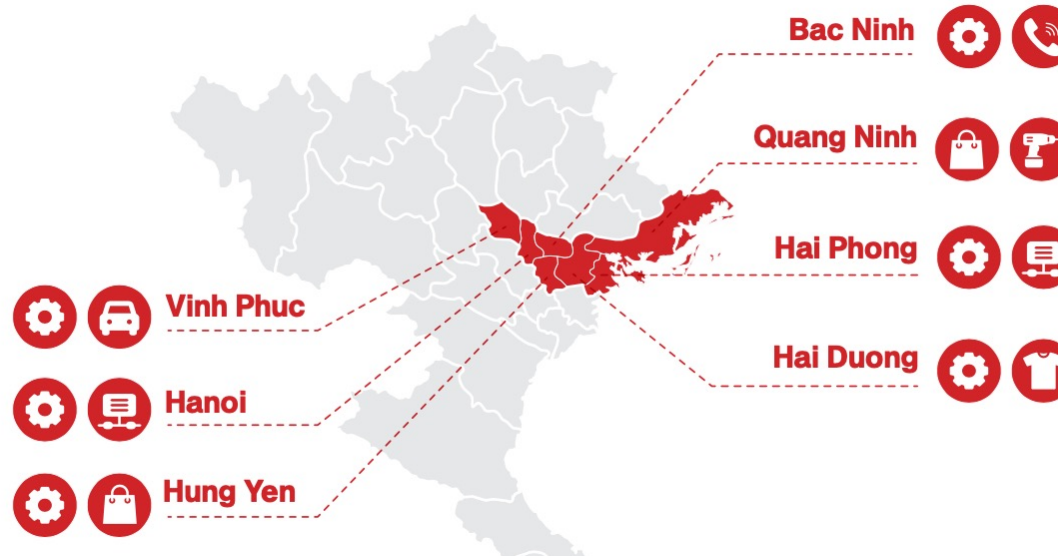 Bac Ninh
Quang Ninh
Hai Phong
Hai Duong
Vinh Phuc
Hanoi
Hung Yen